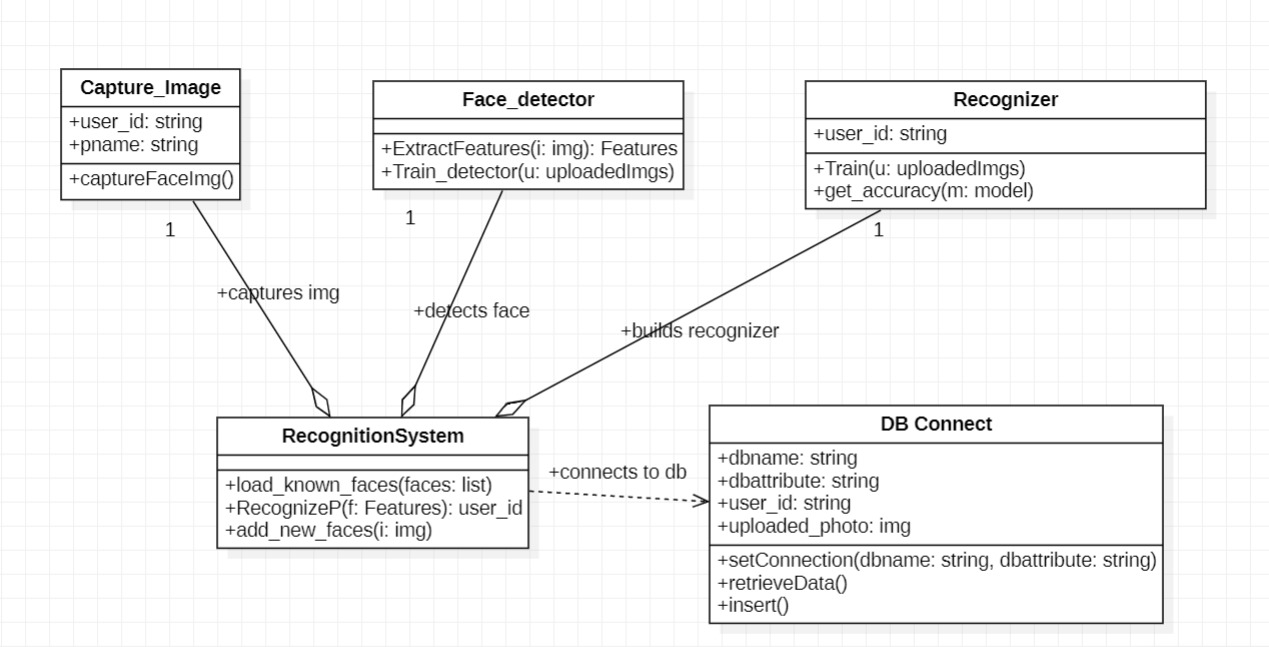 Capture_Image
+user_id: string
+pname: string
+captureFaceImg()
1
Face_detector
+ExtractFeatures(i: img): Features
+Train_detector(u: uploadedImgs)
1
Recognizer
+user_id: string
+Train(u: uploadedImgs)
+get_accuracy(m: model)
1
+captures img
+detects face
+builds recognizer
RecognitionSystem
+load_known_faces(faces: list)
+RecognizeP(f: Features): user_id
+add_new_faces(i: img)
+connects to db
DB Connect
+dbname: string
+dbattribute: string
+user_id: string
+uploaded_photo: img
+setConnection(dbname: string, dbattribute: string)
+retrieveData()
+insert()